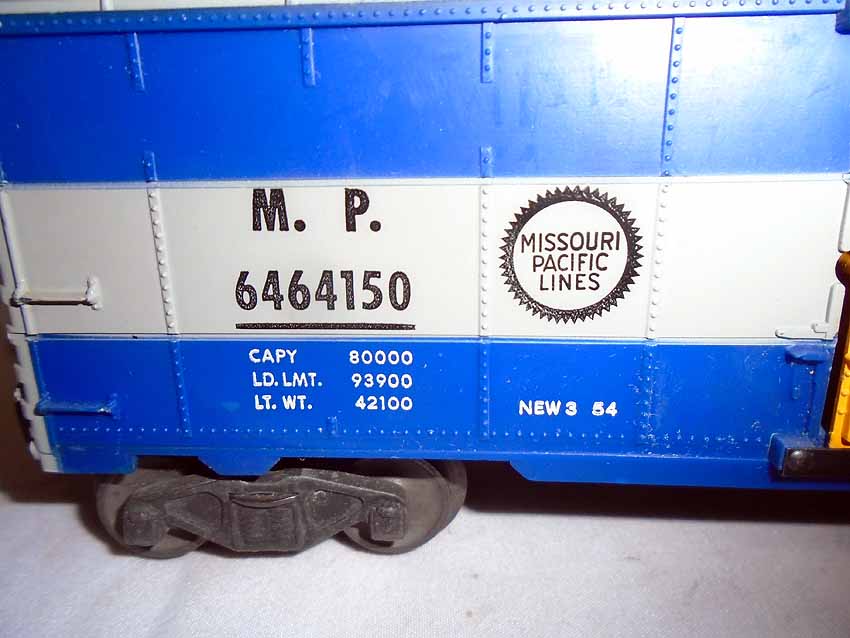 M. P.
6464150
MISSOURI
PACIFIC
LINES
CAPY 80000
LD. LMT. 93900
LT. WT. 42100
NEW 3 54